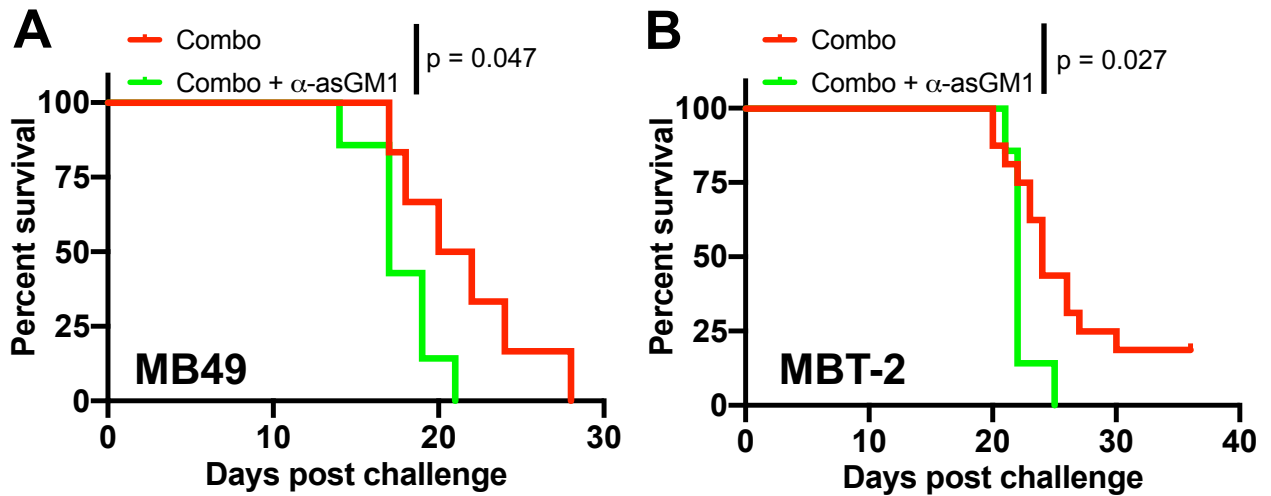 A
Combo
Combo + α-asGM1
p = 0.047
Percent survival
100
75
50
25
0
MB49
0 10 20 30
Days post challenge
B
Combo
Combo + α-asGM1
p = 0.027
Percent survival
100
75
50
25
0
MBT-2
0 10 20 30 40
Days post challenge